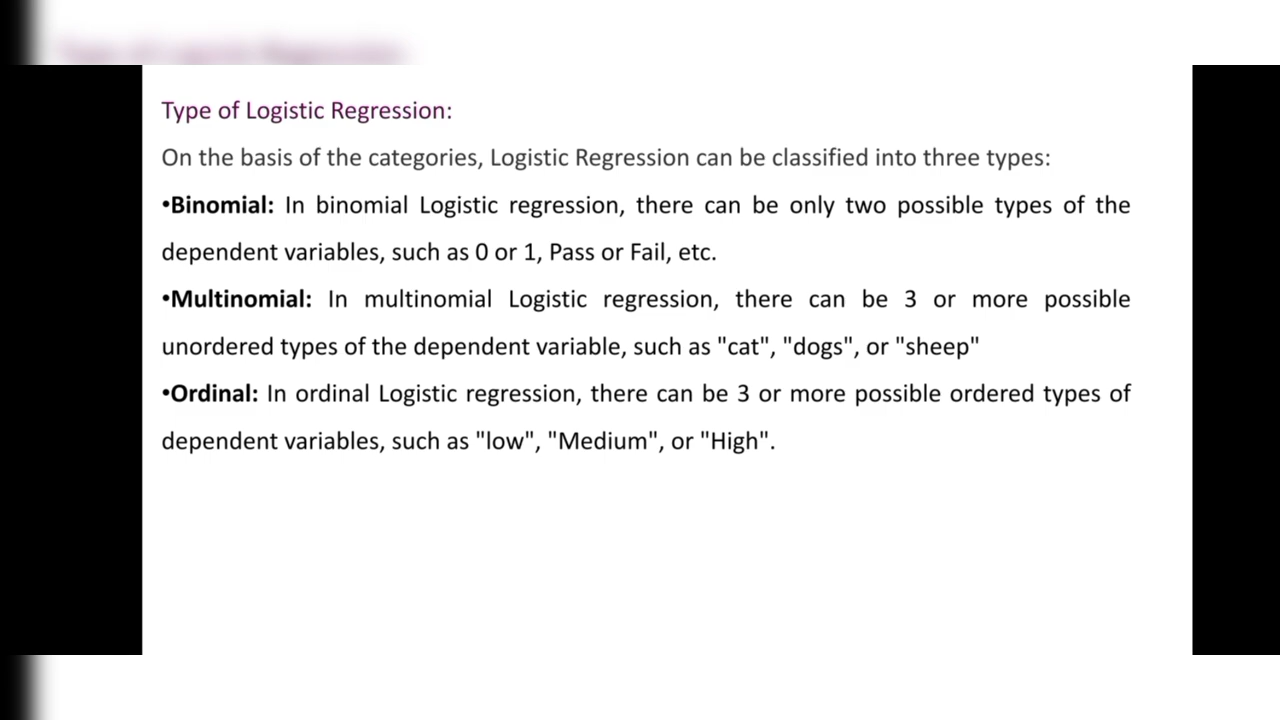 Type of Logistic Regression:
On the basis of the categories, Logistic Regression can be classified into three types:
•Binomial: In binomial Logistic regression, there can be only two possible types of the
dependent variables, such as 0 or 1, Pass or Fail, etc.
•Multinomial: In multinomial Logistic regression, there can be 3 or more possible
unordered types of the dependent variable, such as "cat", "dogs", or "sheep"
•Ordinal: In ordinal Logistic regression, there can be 3 or more possible ordered types of
dependent variables, such as "low", "Medium", or "High".